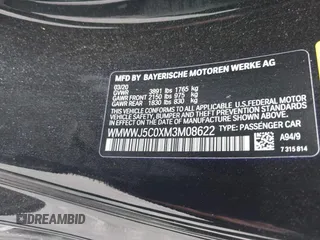 MFD BY BAYERISCHE MOTOREN WERKE AG
03/20
GVWR 3891 lbs 1765 kg
GAWR FRONT 2150 lbs 975 kg
GAWR REAR 1830 lbs 830 kg
THIS VEHICLE CONFORMS TO ALL APPLICABLE U.S.FEDERAL MOTOR
VEHICLE SAFETY, BUMPER, AND THEFT PREVENTION STANDARDS
IN EFFECT ON THE DATE OF MANUFACTURE SHOWN ABOVE.
WMWWJ5C0XM3M08622 TYPE: PASSENGER CAR
A94/9
7 315 814
DREAMBID